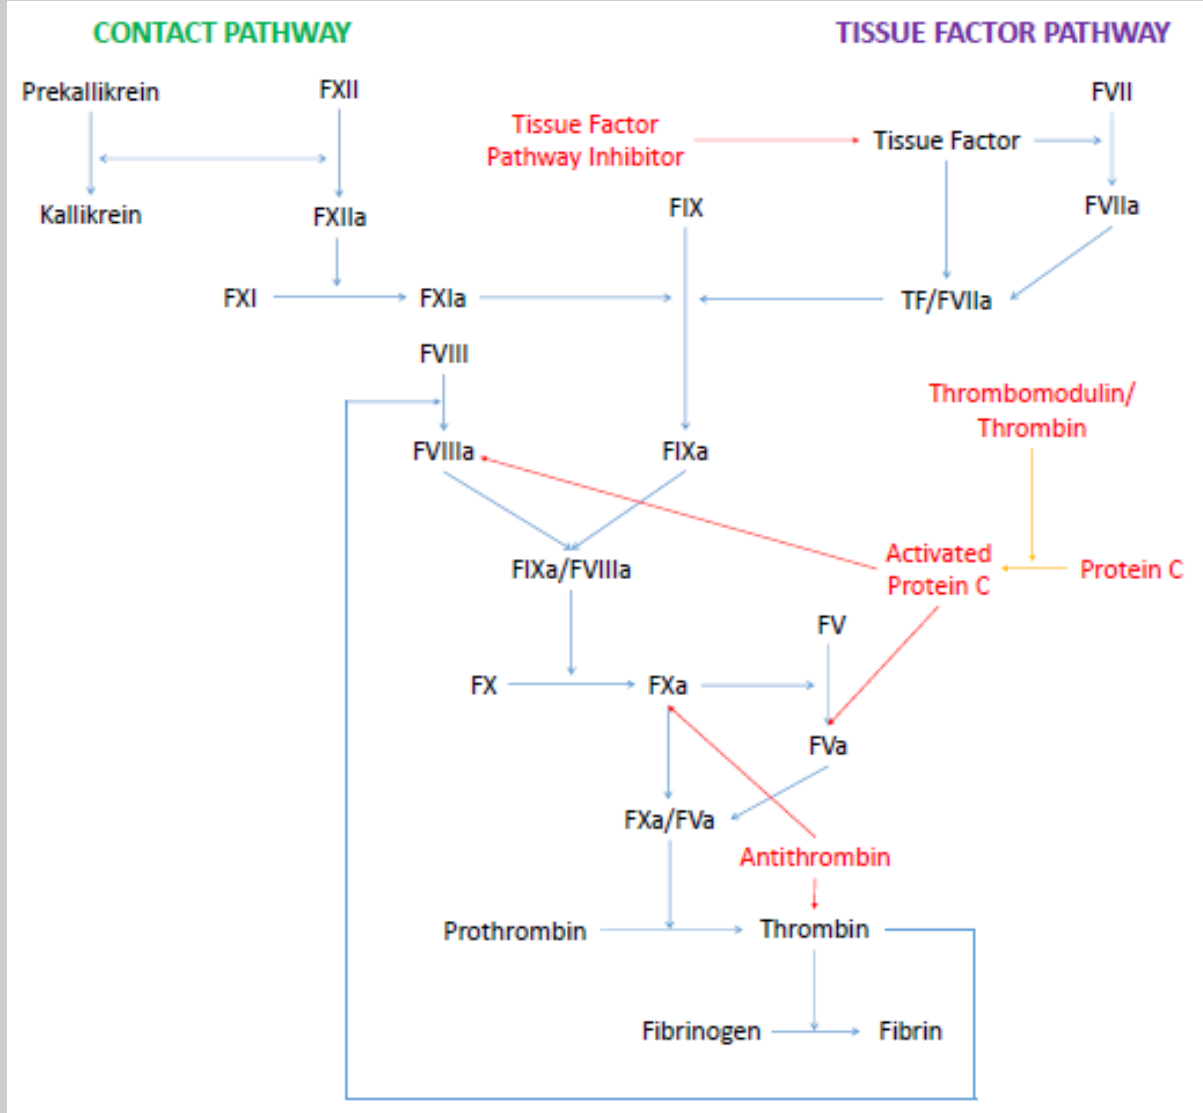 CONTACT PATHWAY
TISSUE FACTOR PATHWAY
Prekallikrein
FXII
FVII
Tissue Factor
Pathway Inhibitor
Tissue Factor
Kallikrein
FXIIa
FIX
FVIIa
FXI
FXIa
TF/FVIIa
FVIII
Thrombomodulin/
Thrombin
FVIIIa
FIXa
Activated
Protein C
Protein C
FIXa/FVIIIa
FV
FX
FXa
FVa
FXa/FVa
Antithrombin
Prothrombin
Thrombin
Fibrinogen
Fibrin